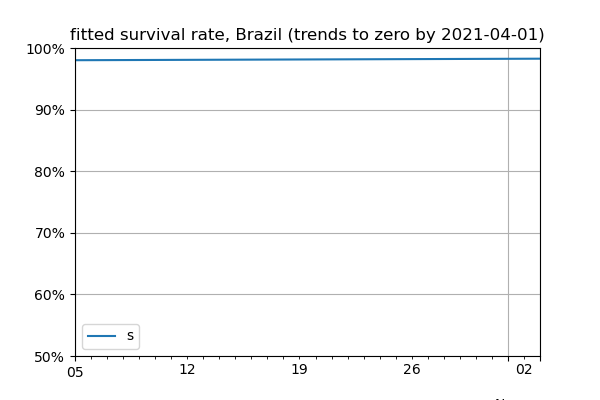 fitted survival rate, Brazil (trends to zero by 2021-04-01)
100%
90%
80%
70%
60%
50%
s
05 12 19 26 02